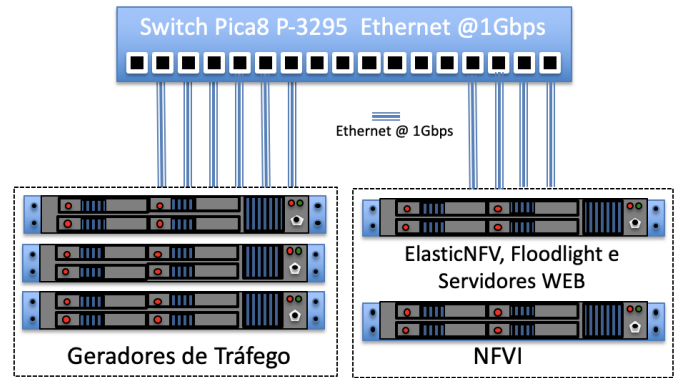 Switch Pica8 P-3295  Ethernet @1Gbps
Ethernet @ 1Gbps
ElasticNFV, Floodlight e
Servidores WEB
Geradores de Tráfego
NFVI